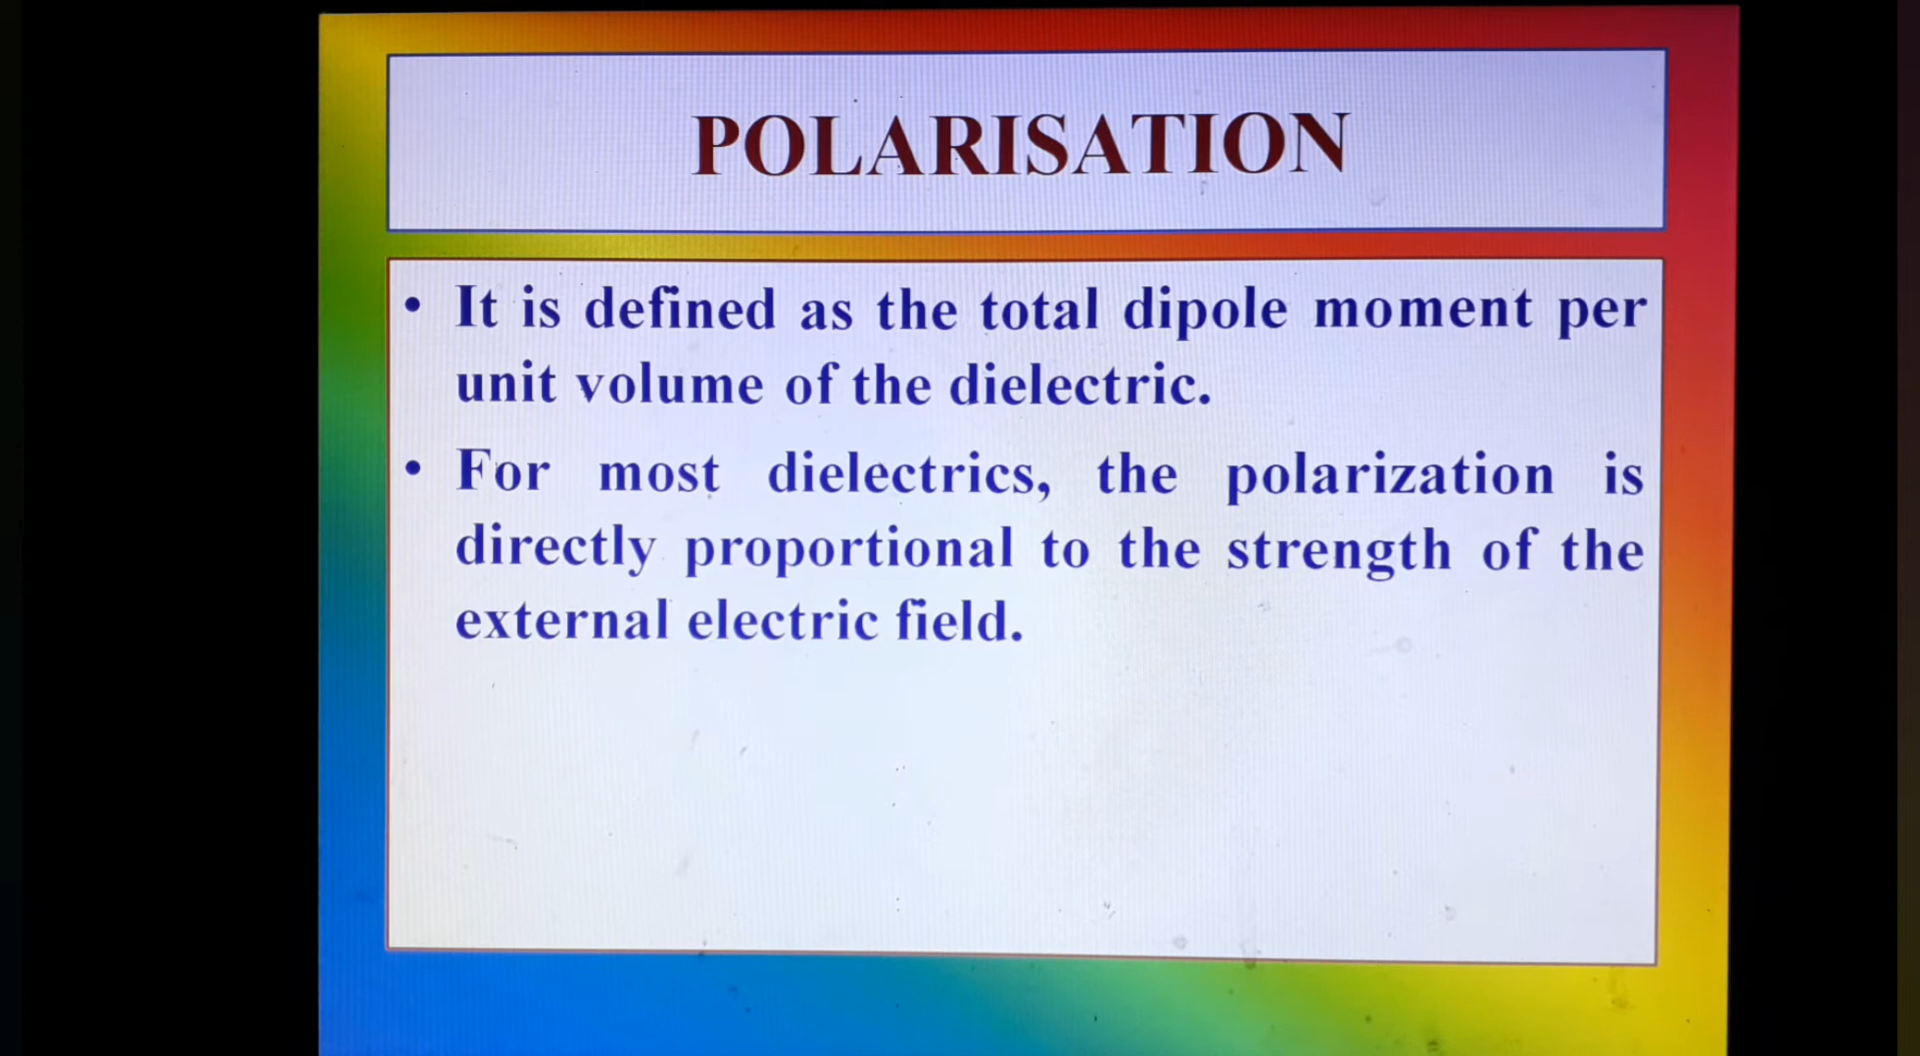 POLARISATION
• It is defined as the total dipole moment per
unit volume of the dielectric.
• For most dielectrics, the polarization is
directly proportional to the strength of the
external electric field.